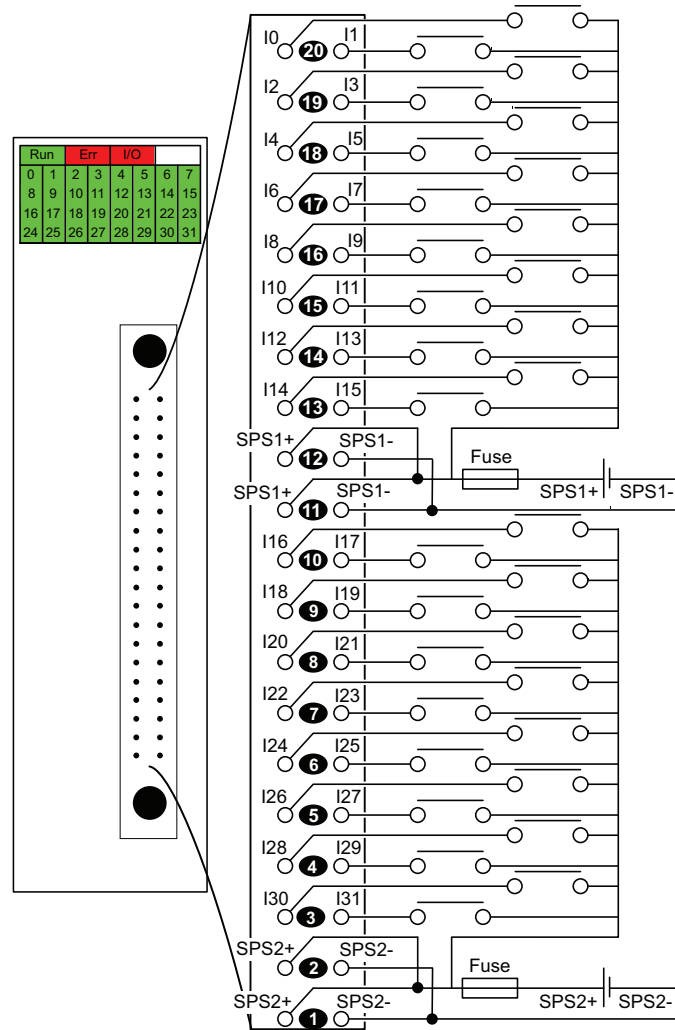 Run Err I/O
0 1 2 3 4 5 6 7
8 9 10 11 12 13 14 15
16 17 18 19 20 21 22 23
24 25 26 27 28 29 30 31
I0 20 I1
I2 19 I3
I4 18 I5
I6 17 I7
I8 16 I9
I10 15 I11
I12 14 I13
I14 13 I15
SPS1+ 12 SPS1-
Fuse
SPS1+ 11 SPS1- SPS1+ SPS1-
I16 10 I17
I18 9 I19
I20 8 I21
I22 7 I23
I24 6 I25
I26 5 I27
I28 4 I29
I30 3 I31
SPS2+ 2 SPS2-
Fuse
SPS2+ 1 SPS2- SPS2+ SPS2-